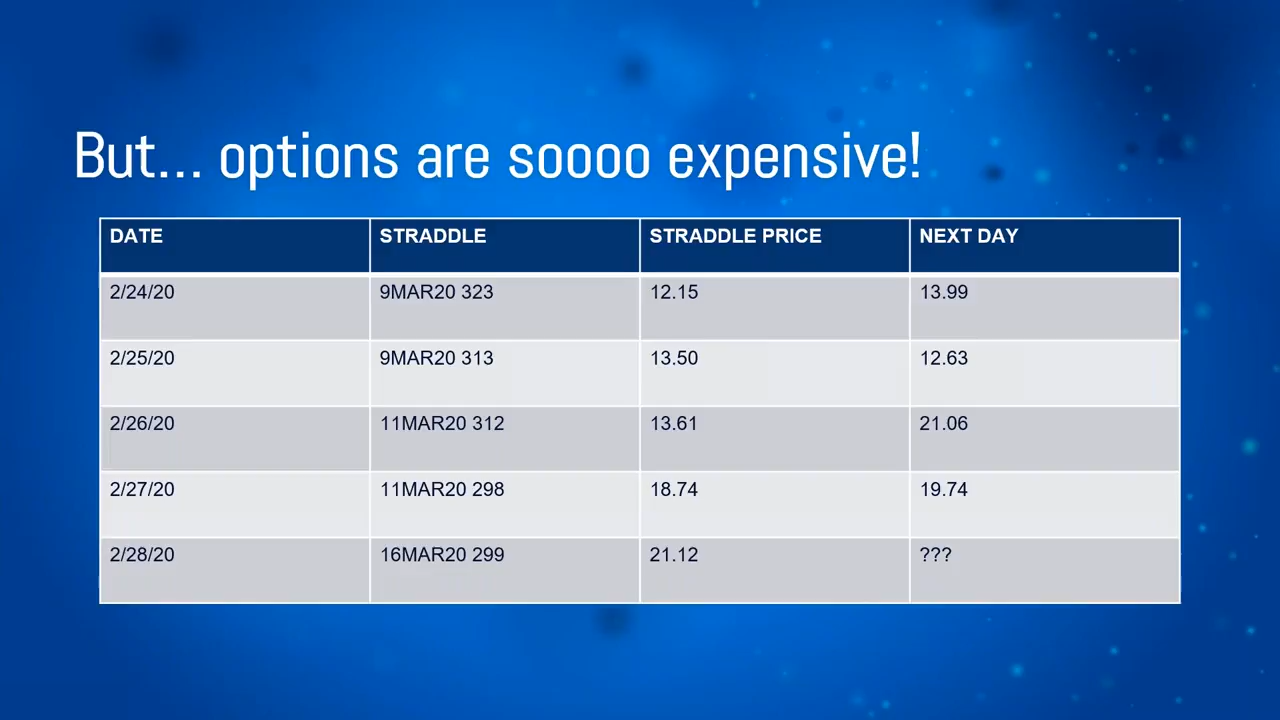 But... options are soooo expensive!
DATE STRADDLE STRADDLE PRICE NEXT DAY
2/24/20 9MAR20 323 12.15 13.99
2/25/20 9MAR20 313 13.50 12.63
2/26/20 11MAR20 312 13.61 21.06
2/27/20 11MAR20 298 18.74 19.74
2/28/20 16MAR20 299 21.12 ???